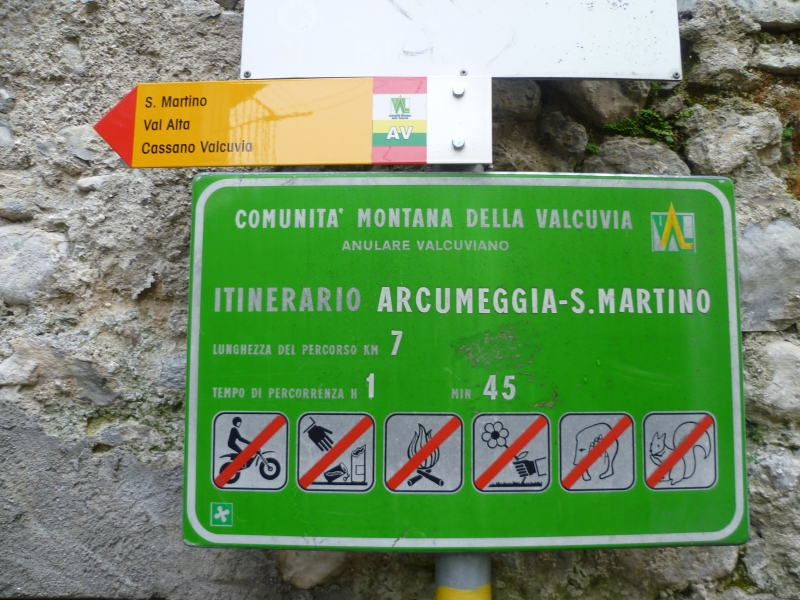 S. Martino
Val Alta
Cassano Valcuvia
AV
COMUNITA' MONTANA DELLA VALCUVIA
ANULARE VALCUVIANO
ITINERARIO ARCUMEGGIA-S.MARTINO
LUNGHEZZA DEL PERCORSO KM 7
TEMPO DI PERCORRENZA H 1 MIN 45